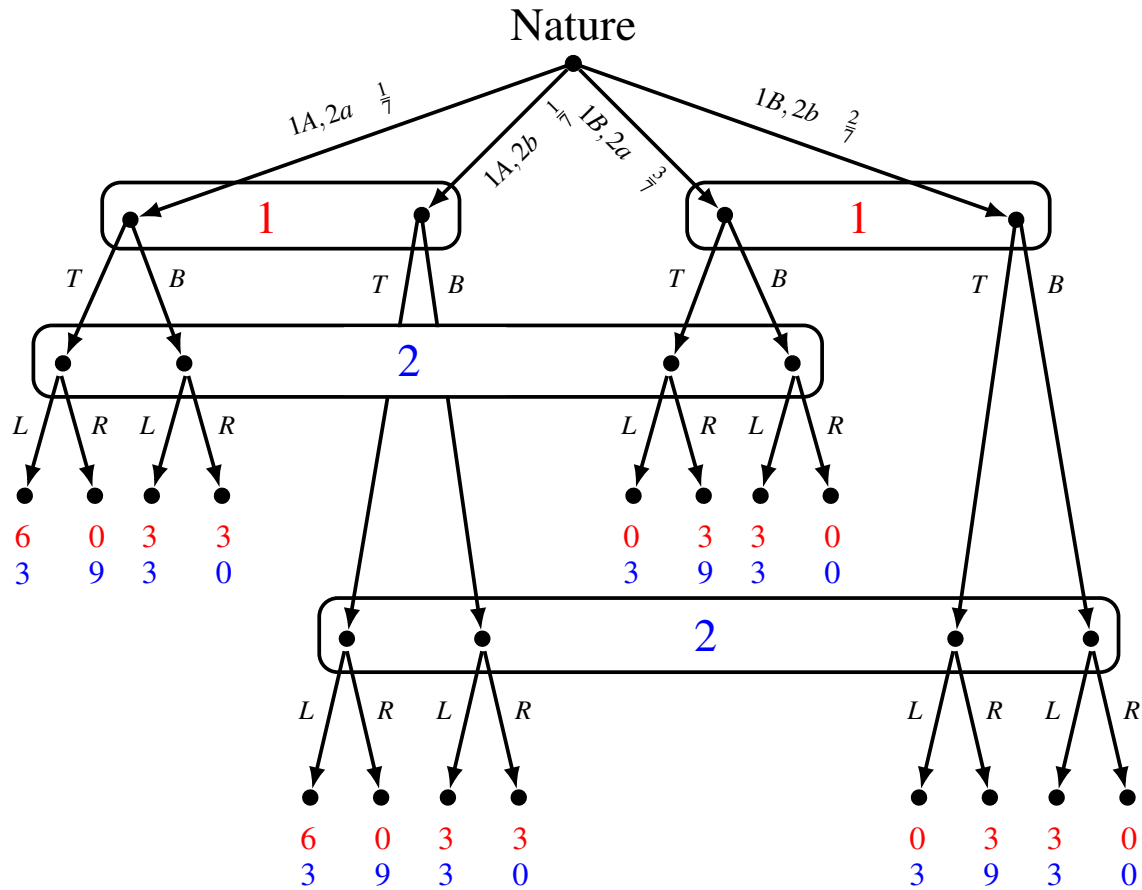 Nature
1A, 2a 1/7
1A, 2b 1/7
1B, 2a 3/7
1B, 2b 2/7
1 1
T B T B T B T B
2
L R L R L R L R
6 0 3 3 0 3 3 0
3 9 3 0 3 9 3 0
2
L R L R L R L R
6 0 3 3 0 3 3 0
3 9 3 0 3 9 3 0